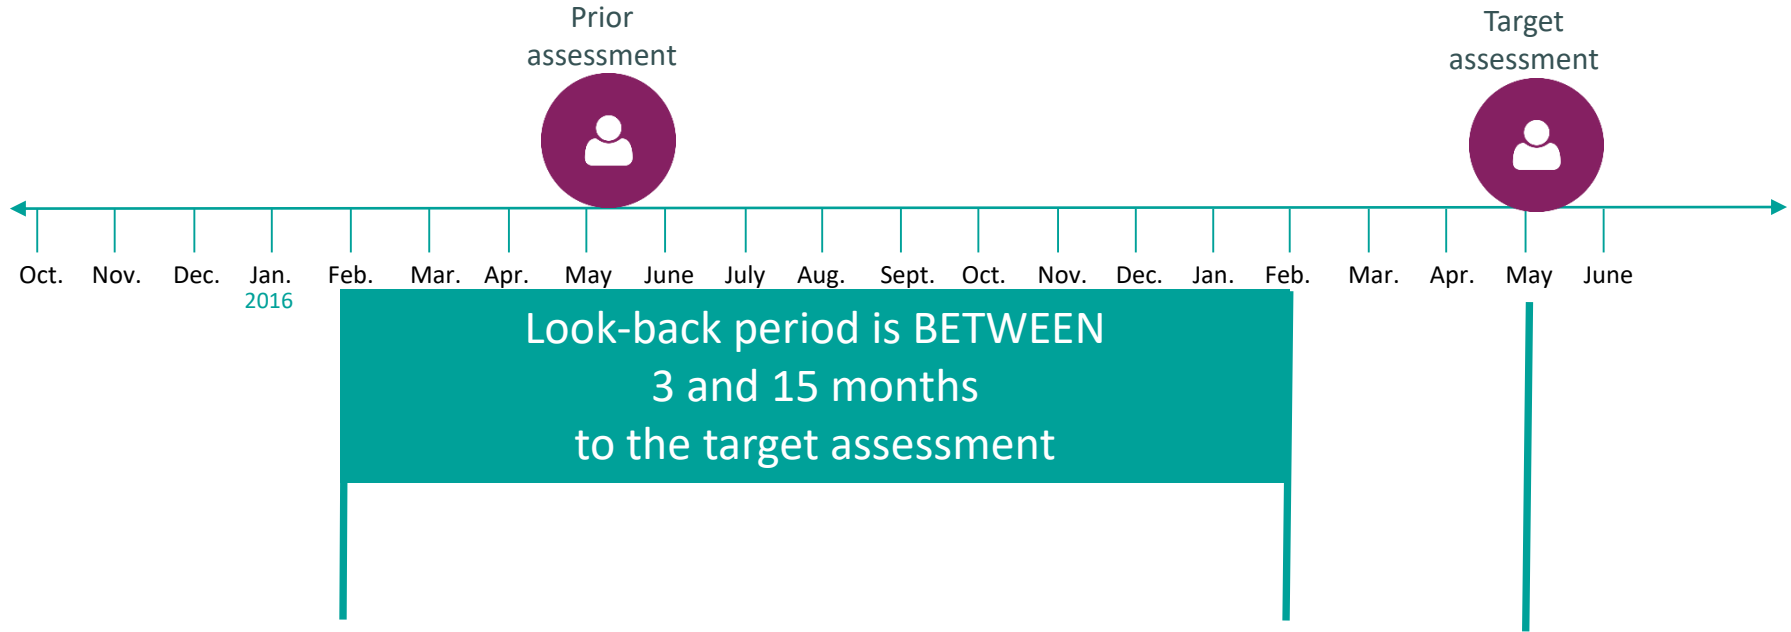 Prior
assessment
Target
assessment
Oct. Nov. Dec. Jan. Feb. Mar. Apr. May June July Aug. Sept. Oct. Nov. Dec. Jan. Feb. Mar. Apr. May June
2016
Look-back period is BETWEEN
3 and 15 months
to the target assessment